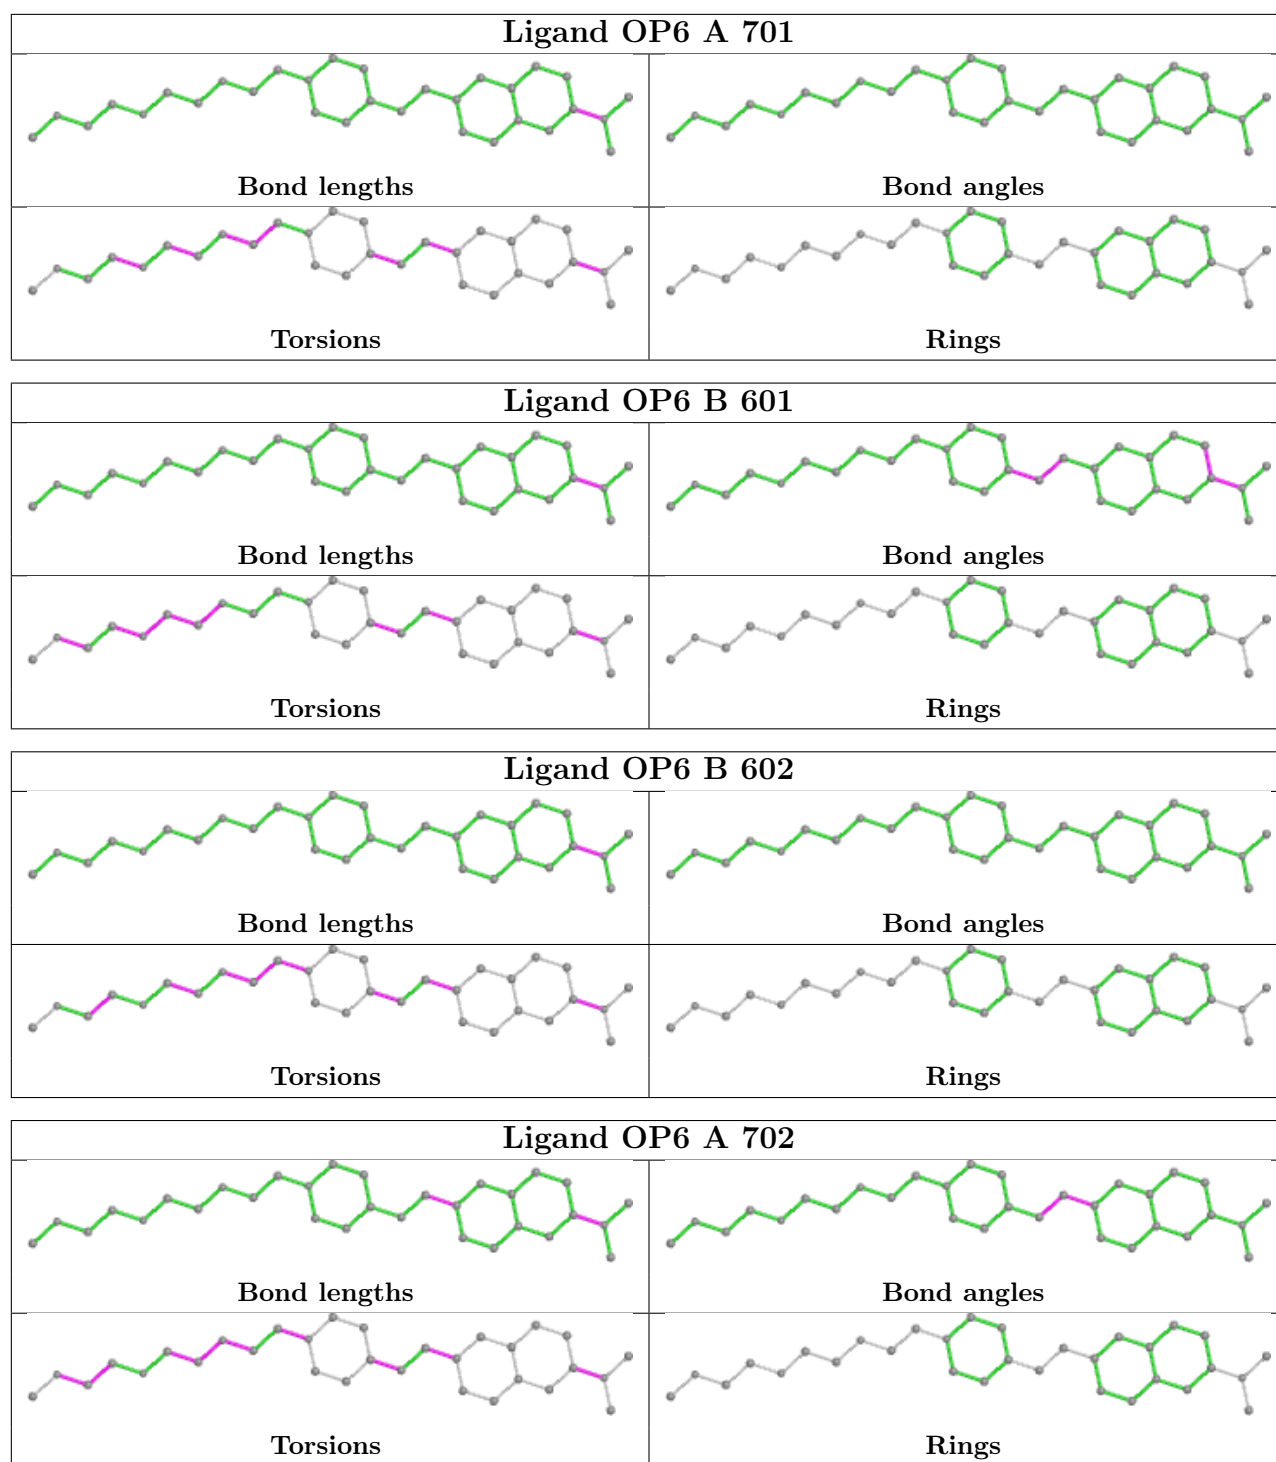 Ligand OP6 A 701
Bond lengths
Bond angles
Torsions
Rings
Ligand OP6 B 601
Bond lengths
Bond angles
Torsions
Rings
Ligand OP6 B 602
Bond lengths
Bond angles
Torsions
Rings
Ligand OP6 A 702
Bond lengths
Bond angles
Torsions
Rings